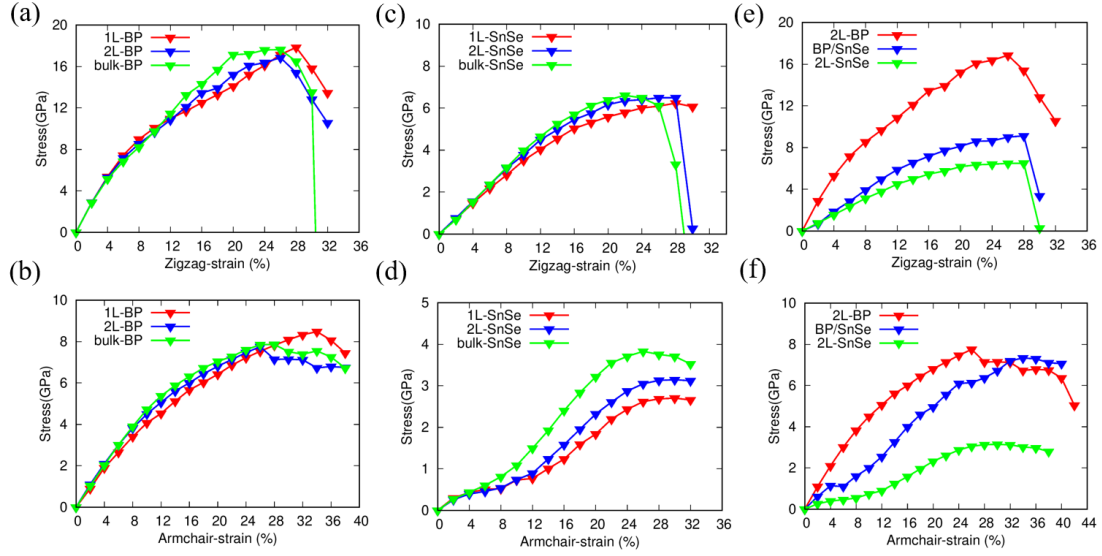 (a)
1L-BP
2L-BP
bulk-BP
Stress(GPa)
20
16
12
8
4
0
0 4 8 12 16 20 24 28 32 36
Zigzag-strain (%)
(c)
1L-SnSe
2L-SnSe
bulk-SnSe
Stress(GPa)
10
8
6
4
2
0
0 4 8 12 16 20 24 28 32
Zigzag-strain (%)
(e)
2L-BP
BP/SnSe
2L-SnSe
Stress(GPa)
20
16
12
8
4
0
0 4 8 12 16 20 24 28 32 36
Zigzag-strain (%)
(b)
1L-BP
2L-BP
bulk-BP
Stress(GPa)
10
8
6
4
2
0
0 4 8 12 16 20 24 28 32 36 40
Armchair-strain (%)
(d)
1L-SnSe
2L-SnSe
bulk-SnSe
Stress(GPa)
5
4
3
2
1
0
0 4 8 12 16 20 24 28 32 36
Armchair-strain (%)
(f)
2L-BP
BP/SnSe
2L-SnSe
Stress(GPa)
10
8
6
4
2
0
0 4 8 12 16 20 24 28 32 36 40 44
Armchair-strain (%)